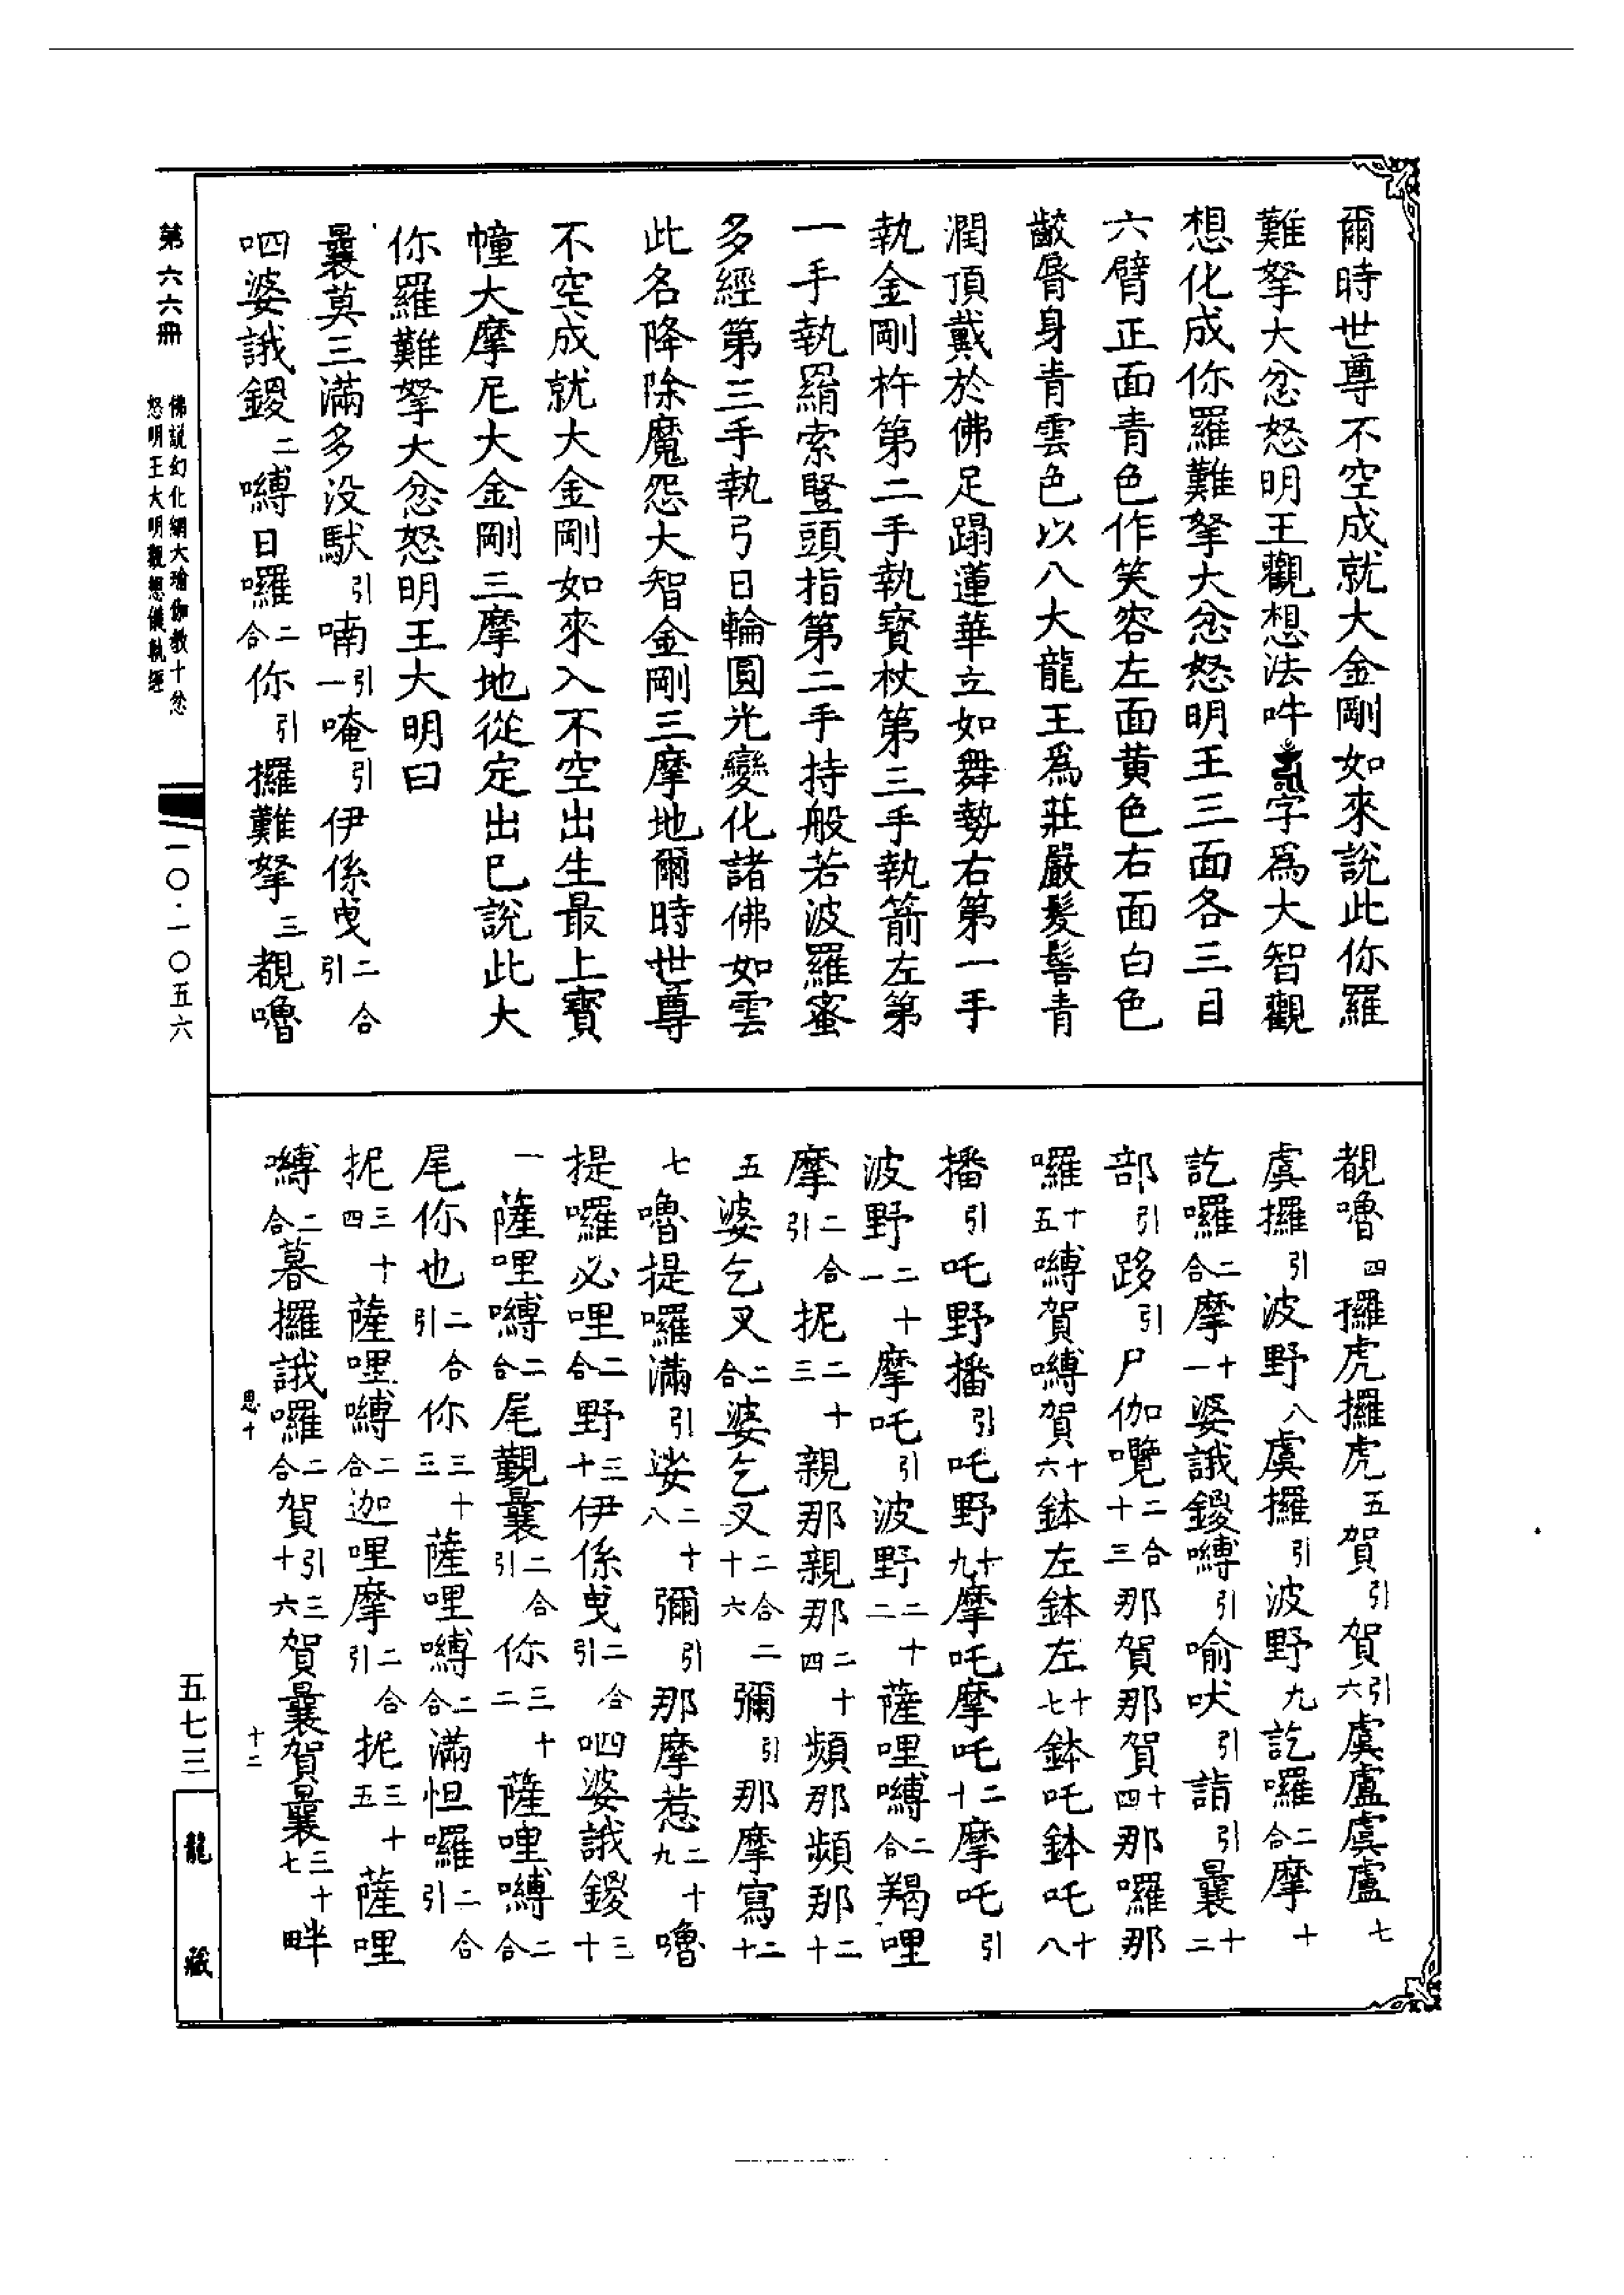 爾時世尊不空成就大金剛如來說此你羅
難拏大忿怒明王觀想法吽字爲大智觀
想化成你羅難拏大忿怒明王三面各三目
六臂正面青色作笑容左面黄色右面白色
齩脣身青雲色以八大龍王爲莊嚴髮髻青
潤頂戴於佛足蹋蓮華立如舞勢右第一手
執金剛杵第二手執寶杖第三手執箭左第
一手執羂索豎頭指第二手持般若波羅蜜
多經第三手執弓日輪圓光變化諸佛如雲
此名降除魔怨大智金剛三摩地爾時世尊
不空成就大金剛如來入不空出生最上寶
幢大摩尼大金剛三摩地從定出已說此大
你羅難拏大忿怒明王大明曰
曩莫三滿多没馱引喃引一唵引伊係曳二合引
呬婆誐鑁二嚩日囉二合你引攞難拏三覩嚕
覩嚕四攞虎攞虎五賀引賀引六虞盧虞盧七
虞攞引波野八虞攞引波野九訖囉二合摩十
訖囉二合摩十一婆誐鑁嚩引喻吠引詣引曩十二
部引跢引尸伽嚂二合十三那賀那賀十四那囉那
囉十五嚩賀嚩賀十六鉢左鉢左十七鉢吒鉢吒十八
播引吒野播引吒野十九摩吒摩吒二十摩吒引
波野二十一摩吒引波野二十二薩哩嚩二合羯哩
摩二合引抳二十三親那親那二十四頻那頻那二十
五婆乞叉二合婆乞叉二合二十六彌引那摩寫二十
七嚕提囉滿引娑二十八彌引那摩惹二十九嚕
提囉必哩二合野三十伊係曳二合引呬婆誐鑁三十
一薩哩嚩二合尾覲曩二合引你三十二薩哩嚩二合
尾你也二合引你三十三薩哩嚩二合滿怛囉二合引
抳三十四薩哩嚩二合迦哩摩二合引抳三十五薩哩
嚩二合暮攞誐囉二合賀引三十六賀曩賀曩三十七畔
第六六冊
佛說幻化網大瑜伽教十忿
怒明王大明觀想儀軌經
一〇·一〇五六
思十
十二
五七三
龍藏